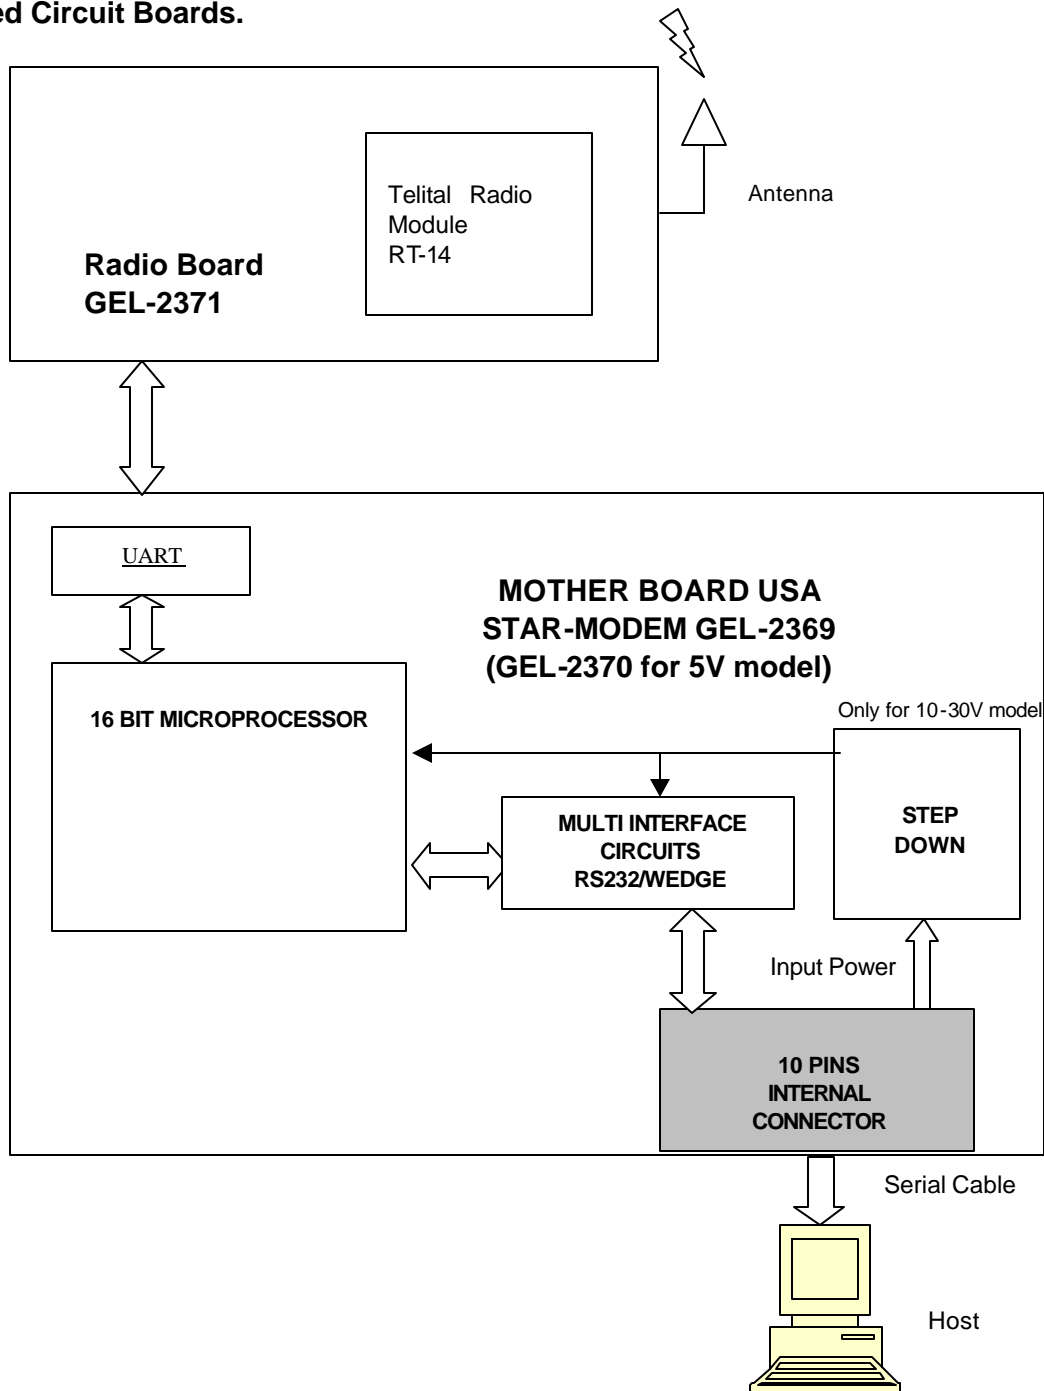 ed Circuit Boards.
Telital Radio
Module
RT-14
Antenna
Radio Board
GEL-2371
UART
MOTHER BOARD USA
STAR-MODEM GEL-2369
(GEL-2370 for 5V model)
Only for 10-30V model
16 BIT MICROPROCESSOR
STEP
DOWN
MULTI INTERFACE
CIRCUITS
RS232/WEDGE
Input Power
10 PINS
INTERNAL
CONNECTOR
Serial Cable
Host